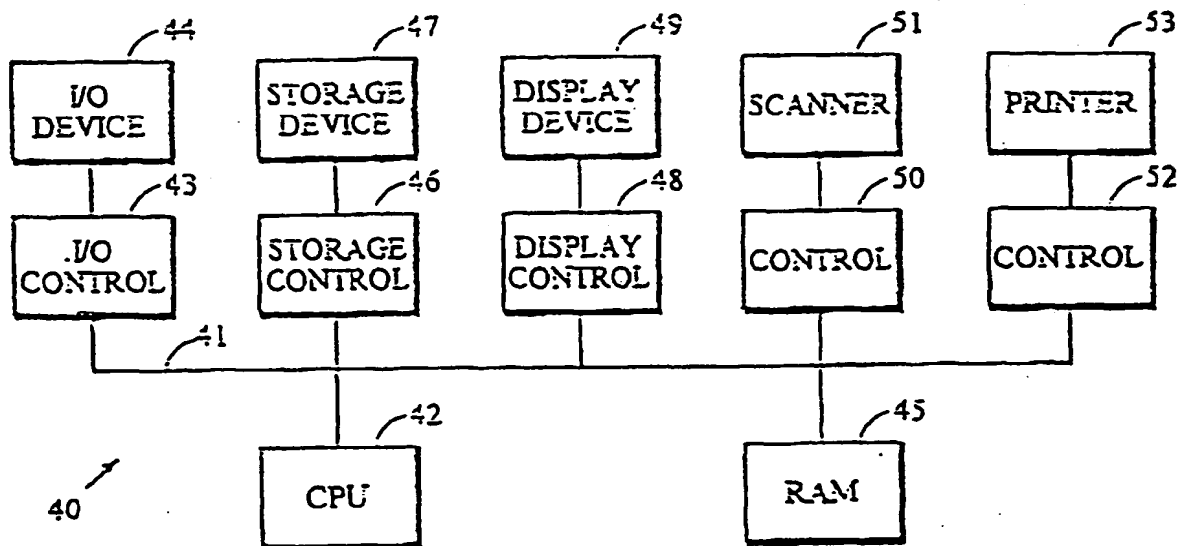 44
47
49
51
53
I/O
DEVICE
STORAGE
DEVICE
DISPLAY
DEVICE
SCANNER
PRINTER
43
46
48
50
52
.I/O
CONTROL
STORAGE
CONTROL
DISPLAY
CONTROL
CONTROL
CONTROL
41
42
45
CPU
RAM
40